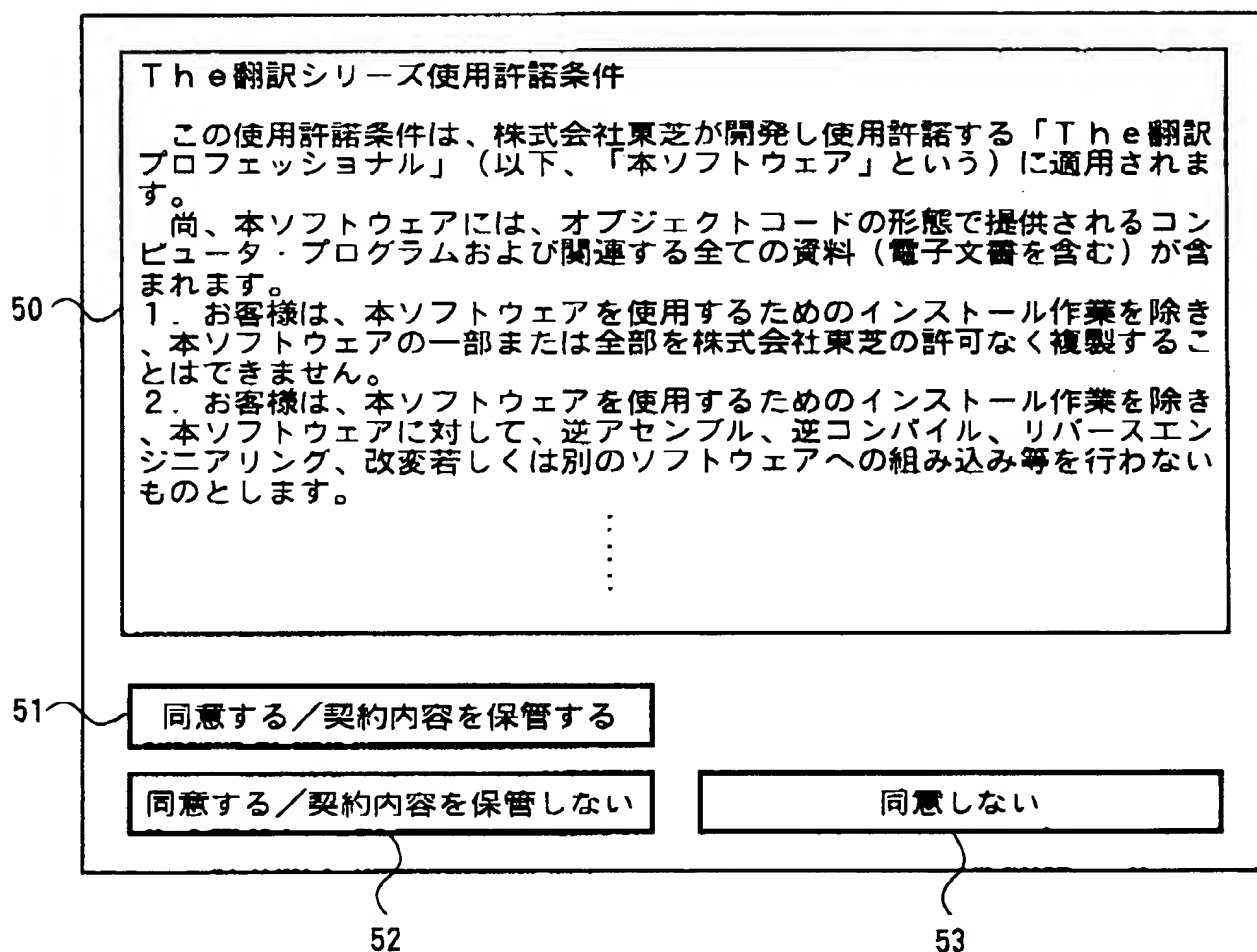 Ｔｈｅ翻訳シリーズ使用許諾条件
この使用許諾条件は、株式会社東芝が開発し使用許諾する「Ｔｈｅ翻訳
プロフェッショナル」（以下、「本ソフトウェア」という）に適用されま
す。
尚、本ソフトウェアには、オブジェクトコードの形態で提供されるコン
ピュータ・プログラムおよび関連する全ての資料（電子文書を含む）が含
まれます。
50
１．お客様は、本ソフトウェアを使用するためのインストール作業を除き
、本ソフトウェアの一部または全部を株式会社東芝の許可なく複製するこ
とはできません。
２．お客様は、本ソフトウェアを使用するためのインストール作業を除き
、本ソフトウェアに対して、逆アセンブル、逆コンパイル、リバースエン
ジニアリング、改変若しくは別のソフトウェアへの組み込み等を行わない
ものとします。
51
同意する／契約内容を保管する
同意する／契約内容を保管しない
同意しない
52
53